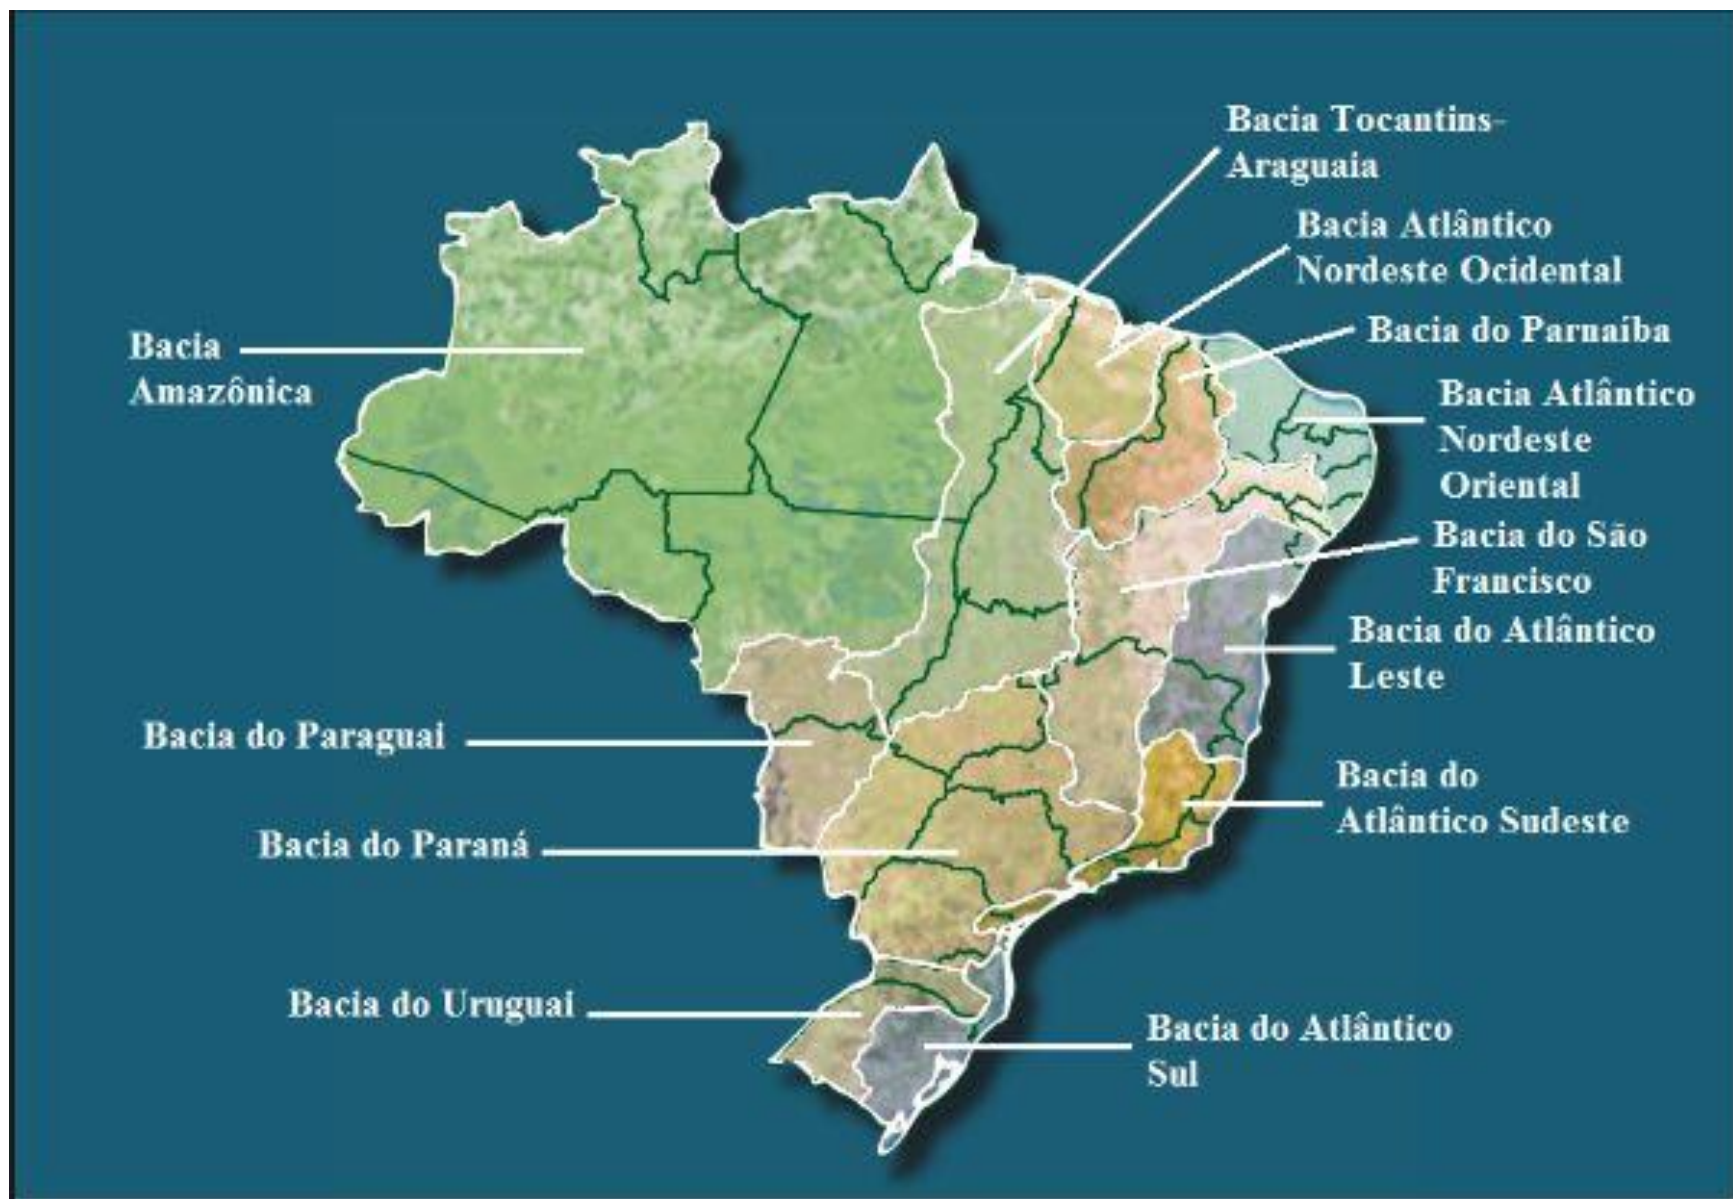 Bacia Tocantins-
Araguaia
Bacia Atlântico
Nordeste Ocidental
Bacia do Parnaíba
Bacia
Amazônica
Bacia Atlântico
Nordeste
Oriental
Bacia do São
Francisco
Bacia do Atlântico
Leste
Bacia do Paraguai
Bacia do
Atlântico Sudeste
Bacia do Paraná
Bacia do Uruguai
Bacia do Atlântico
Sul